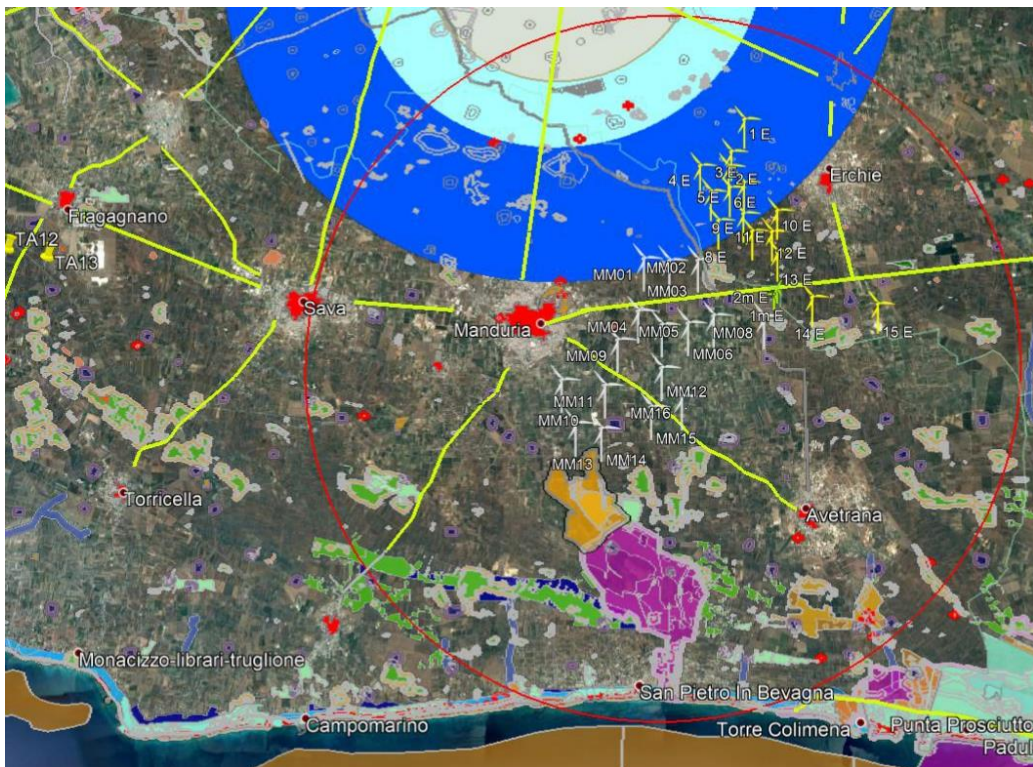 1 E
3
4 E
2 E
Erchie
5 E
6 E
Fragagnano
9 E
10 E
11 E
TA12
TA13
12 E
8 E
MM01
MM02
13 E
MM03
2m E
Sava
1m E
Manduria
MM04
MM05
MM08
14 E
15 E
MM09
MM06
MM12
MM11
MM16
MM10
MM15
MM13
MM14
Torricella
Avetrana
Monacizzo-librari-truglione
San Pietro In Bevagna
Campomarino
Torre Colimena
Punta Prosciutto
Padul